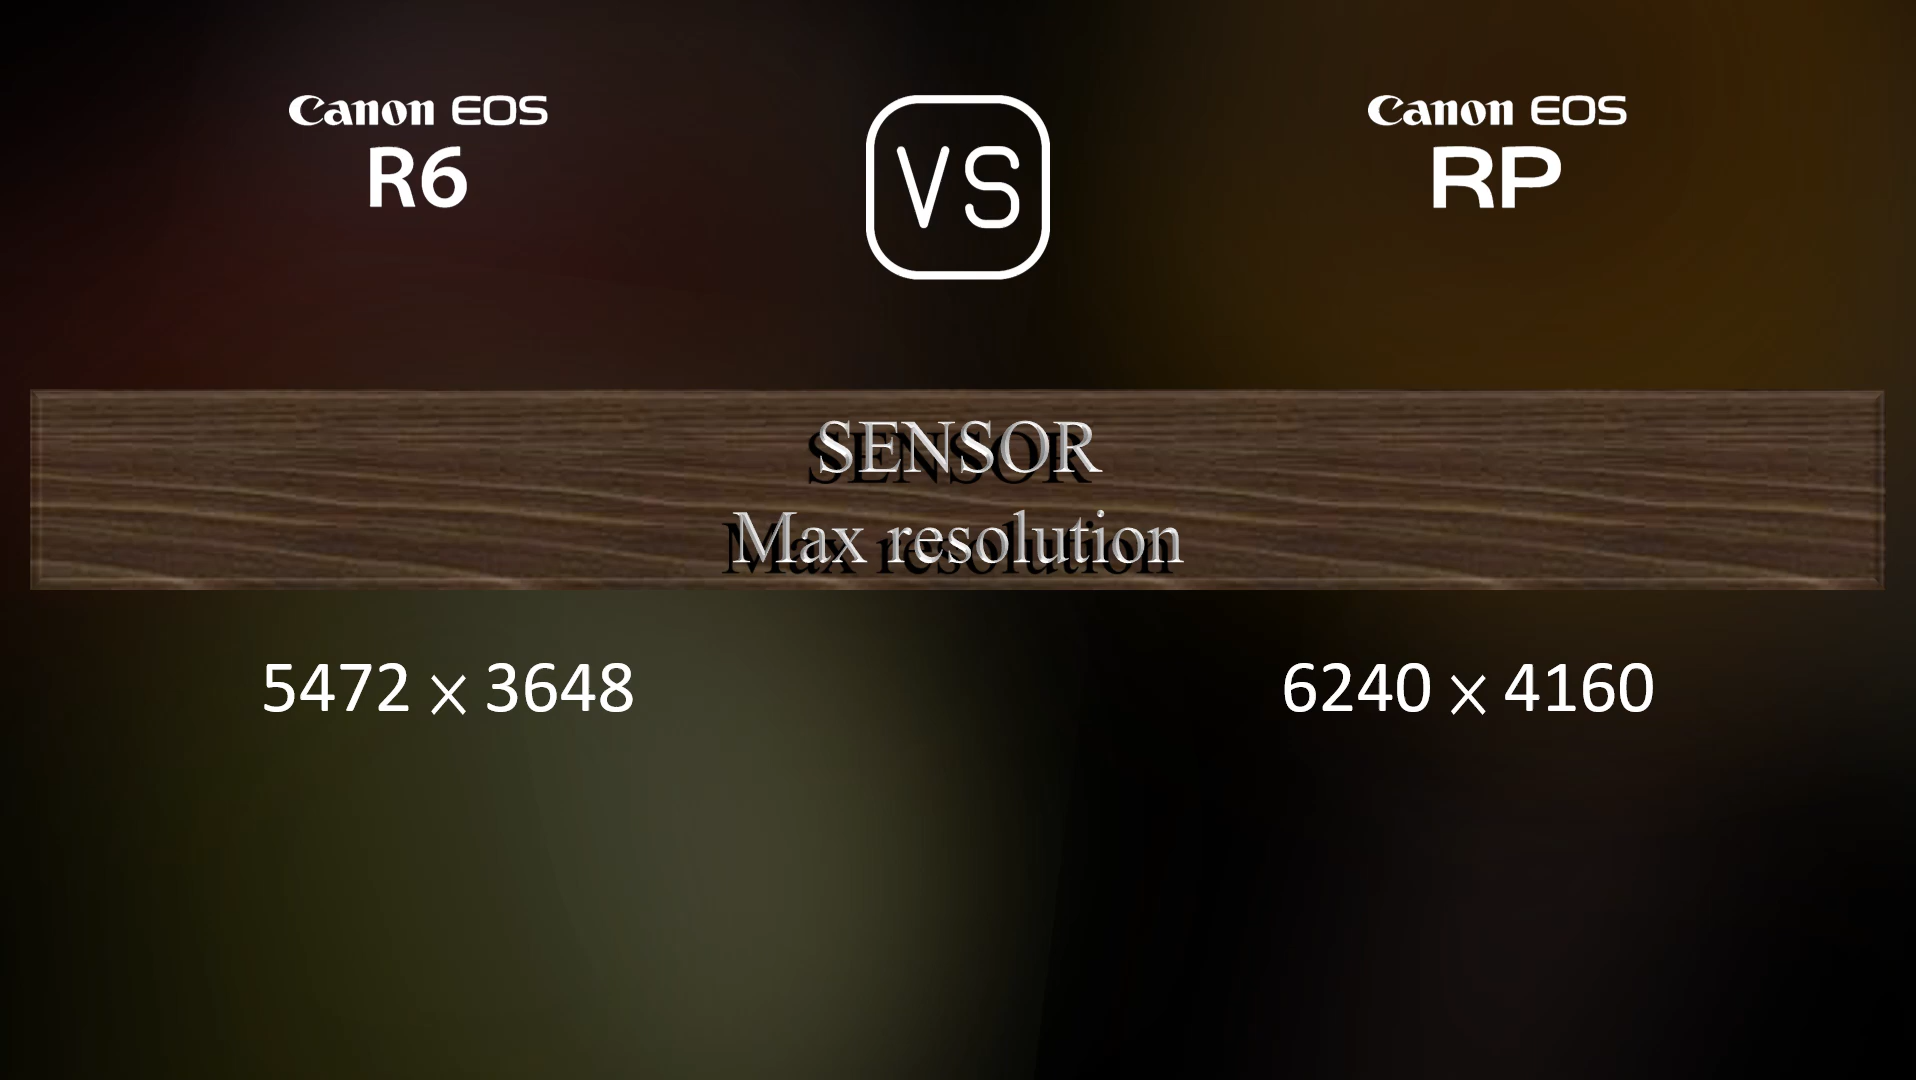 Canon EOS
R6
VS
Canon EOS
RP
SENSOR
Max resolution
5472 x 3648
6240 x 4160